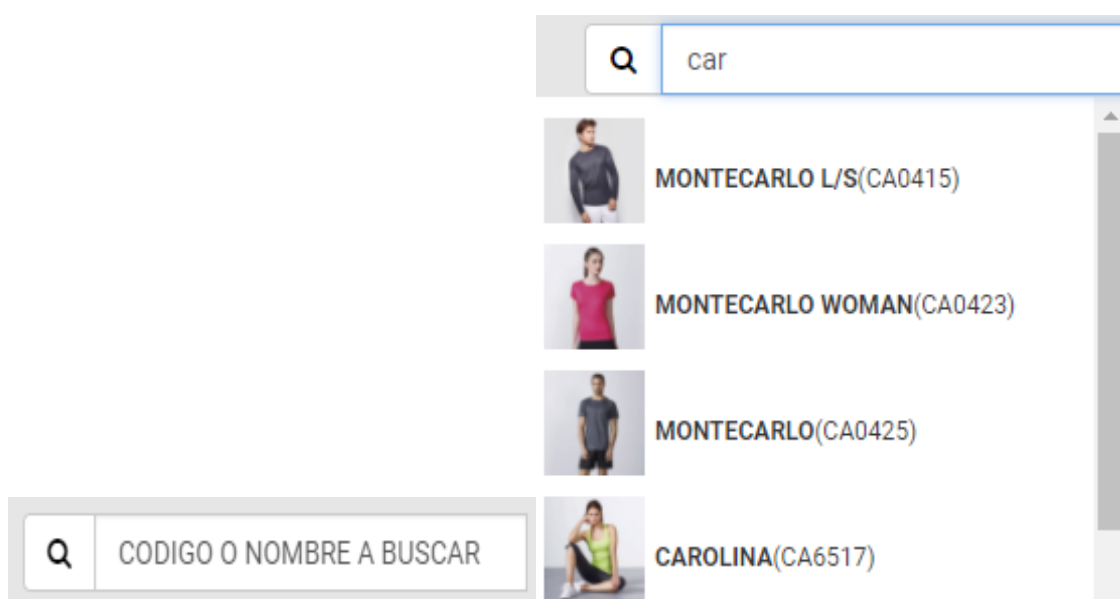 car
MONTECARLO L/S(CA0415)
MONTECARLO WOMAN(CA0423)
MONTECARLO(CA0425)
CAROLINA(CA6517)
CODIGO O NOMBRE A BUSCAR